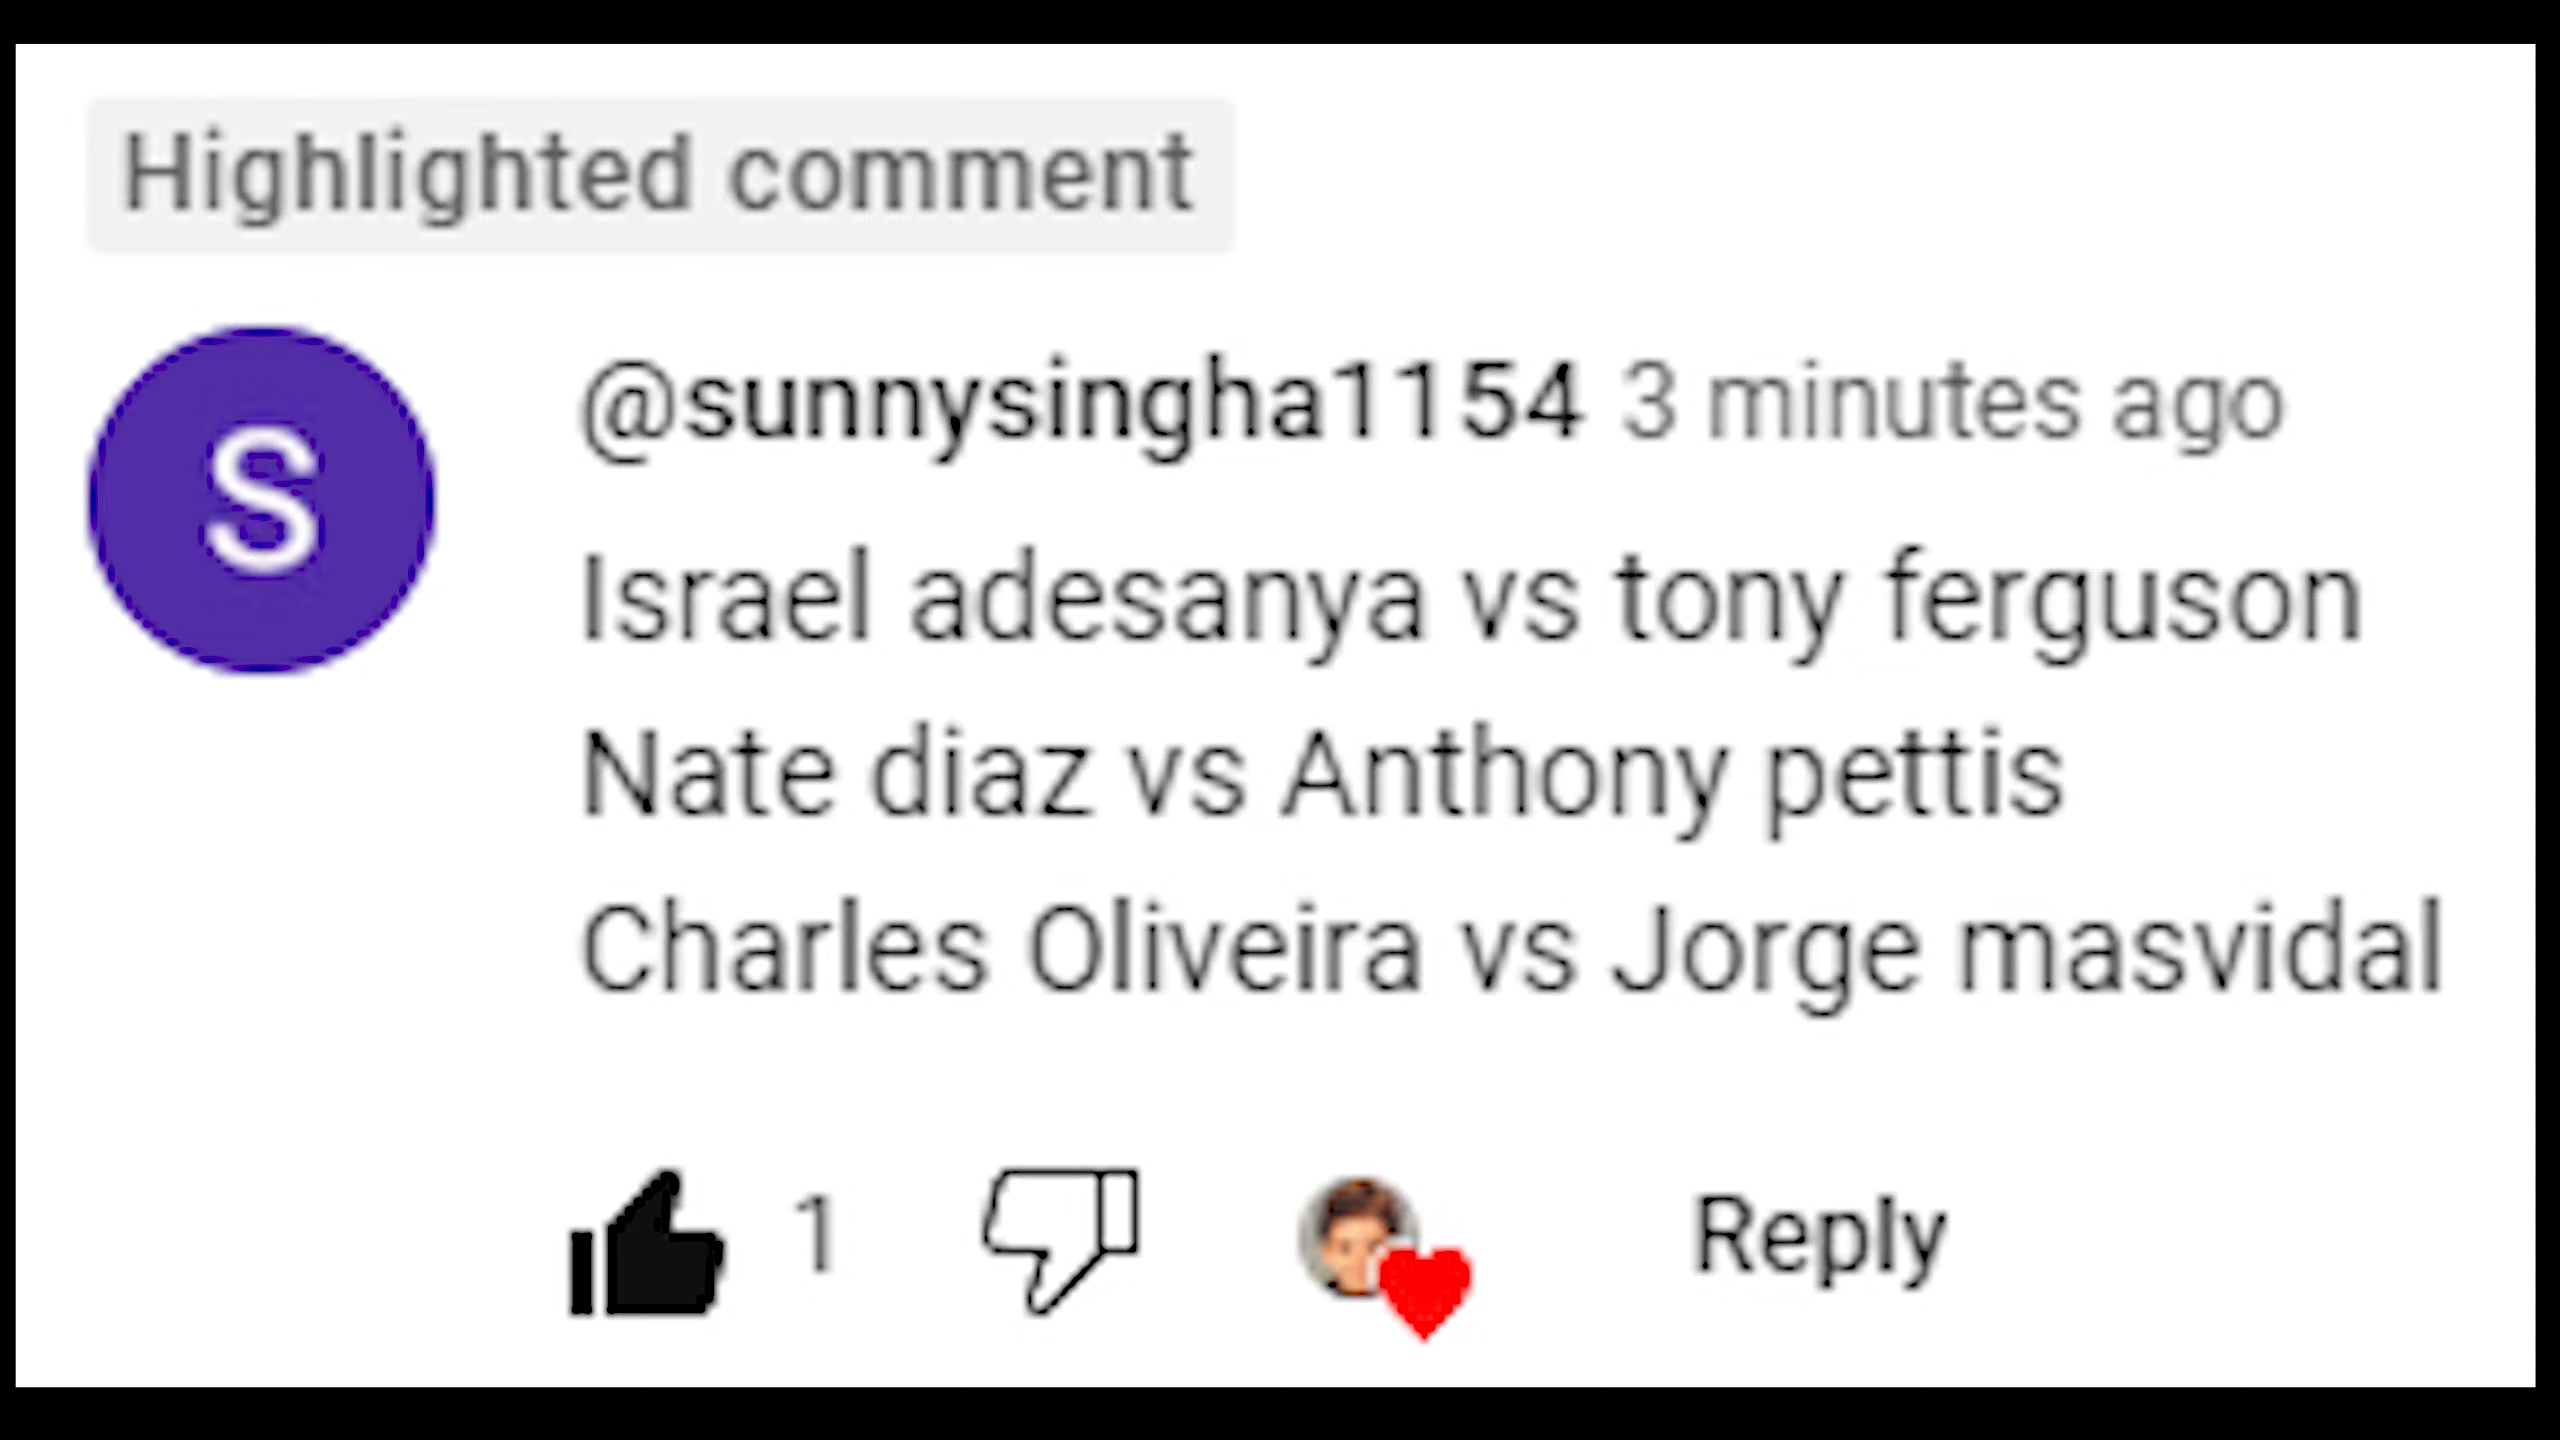 Highlighted comment
S
@sunnysingha1154 3 minutes ago
Israel adesanya vs tony ferguson
Nate diaz vs Anthony pettis
Charles Oliveira vs Jorge masvidal
1 Reply